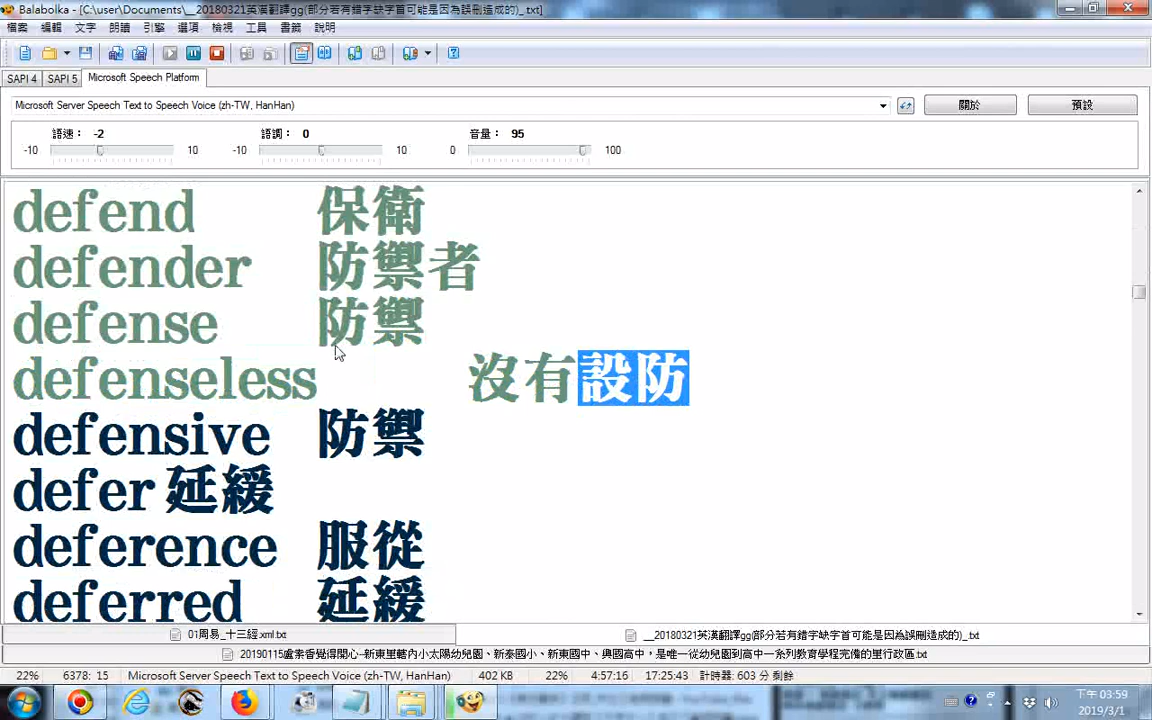 Balabolka - [C:\user\Documents\__20180321英漢翻譯gg(部分若有錯字缺字首可能是因為誤刪造成的)_.txt]
檔案 編輯 文字 朗讀 引擎 選項 檢視 工具 書籤 說明
SAPI 4 SAPI 5 Microsoft Speech Platform
Microsoft Server Speech Text to Speech Voice (zh-TW, HanHan) 關於 預設
語速： -2 語調： 0 音量： 95
-10 10 -10 10 0 100
defend 保衛
defender 防禦者
defense 防禦
defenseless 沒有設防
defensive 防禦
defer 延緩
deference 服從
deferred 延緩
01周易_十三經.xml.txt __20180321英漢翻譯gg(部分若有錯字缺字首可能是因為誤刪造成的)_.txt
20190115盧素香覺得開心-新東里轄內小太陽幼兒園、新泰國小、新東國中、興國高中，是唯一從幼兒園到高中一系列教育學程完備的里行政區.txt
22% 6378: 15 Microsoft Server Speech Text to Speech Voice (zh-TW, HanHan) 402 KB 22% 4:57:16 17:25:43 計時器: 603 分 剩餘
下午 03:59
2019/3/1